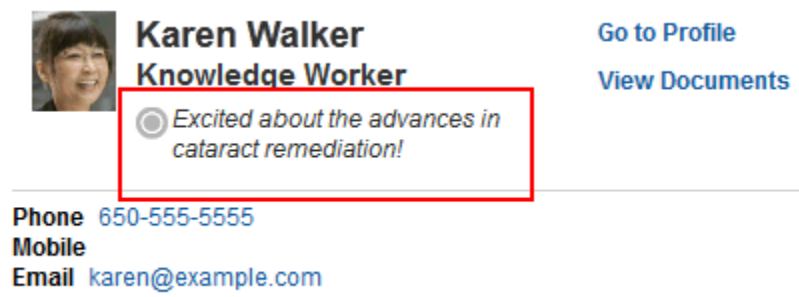 Karen Walker
Go to Profile
Knowledge Worker
View Documents
Excited about the advances in
cataract remediation!
Phone 650-555-5555
Mobile
Email karen@example.com